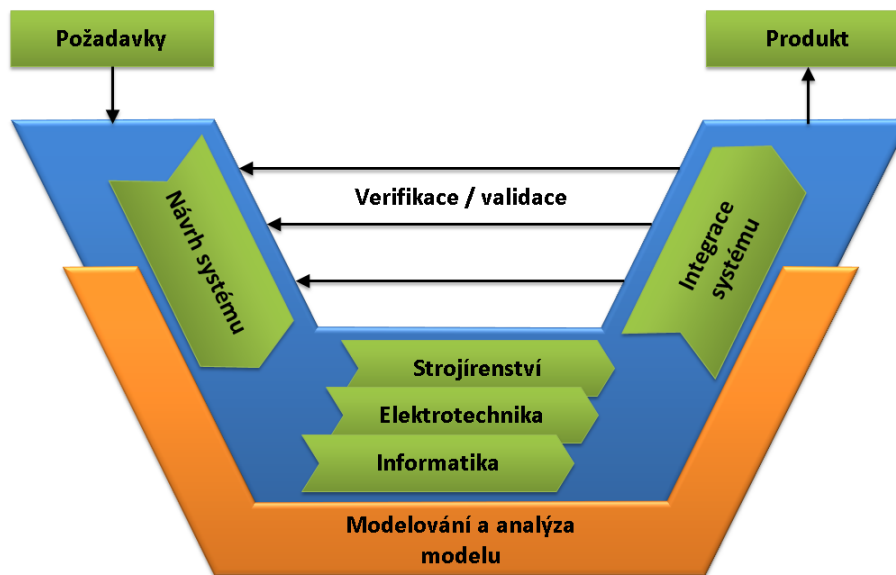 Požadavky
Produkt
Verifikace / validace
Návrh systému
Integrace
systému
Strojírenství
Elektrotechnika
Informatika
Modelování a analýza
modelu